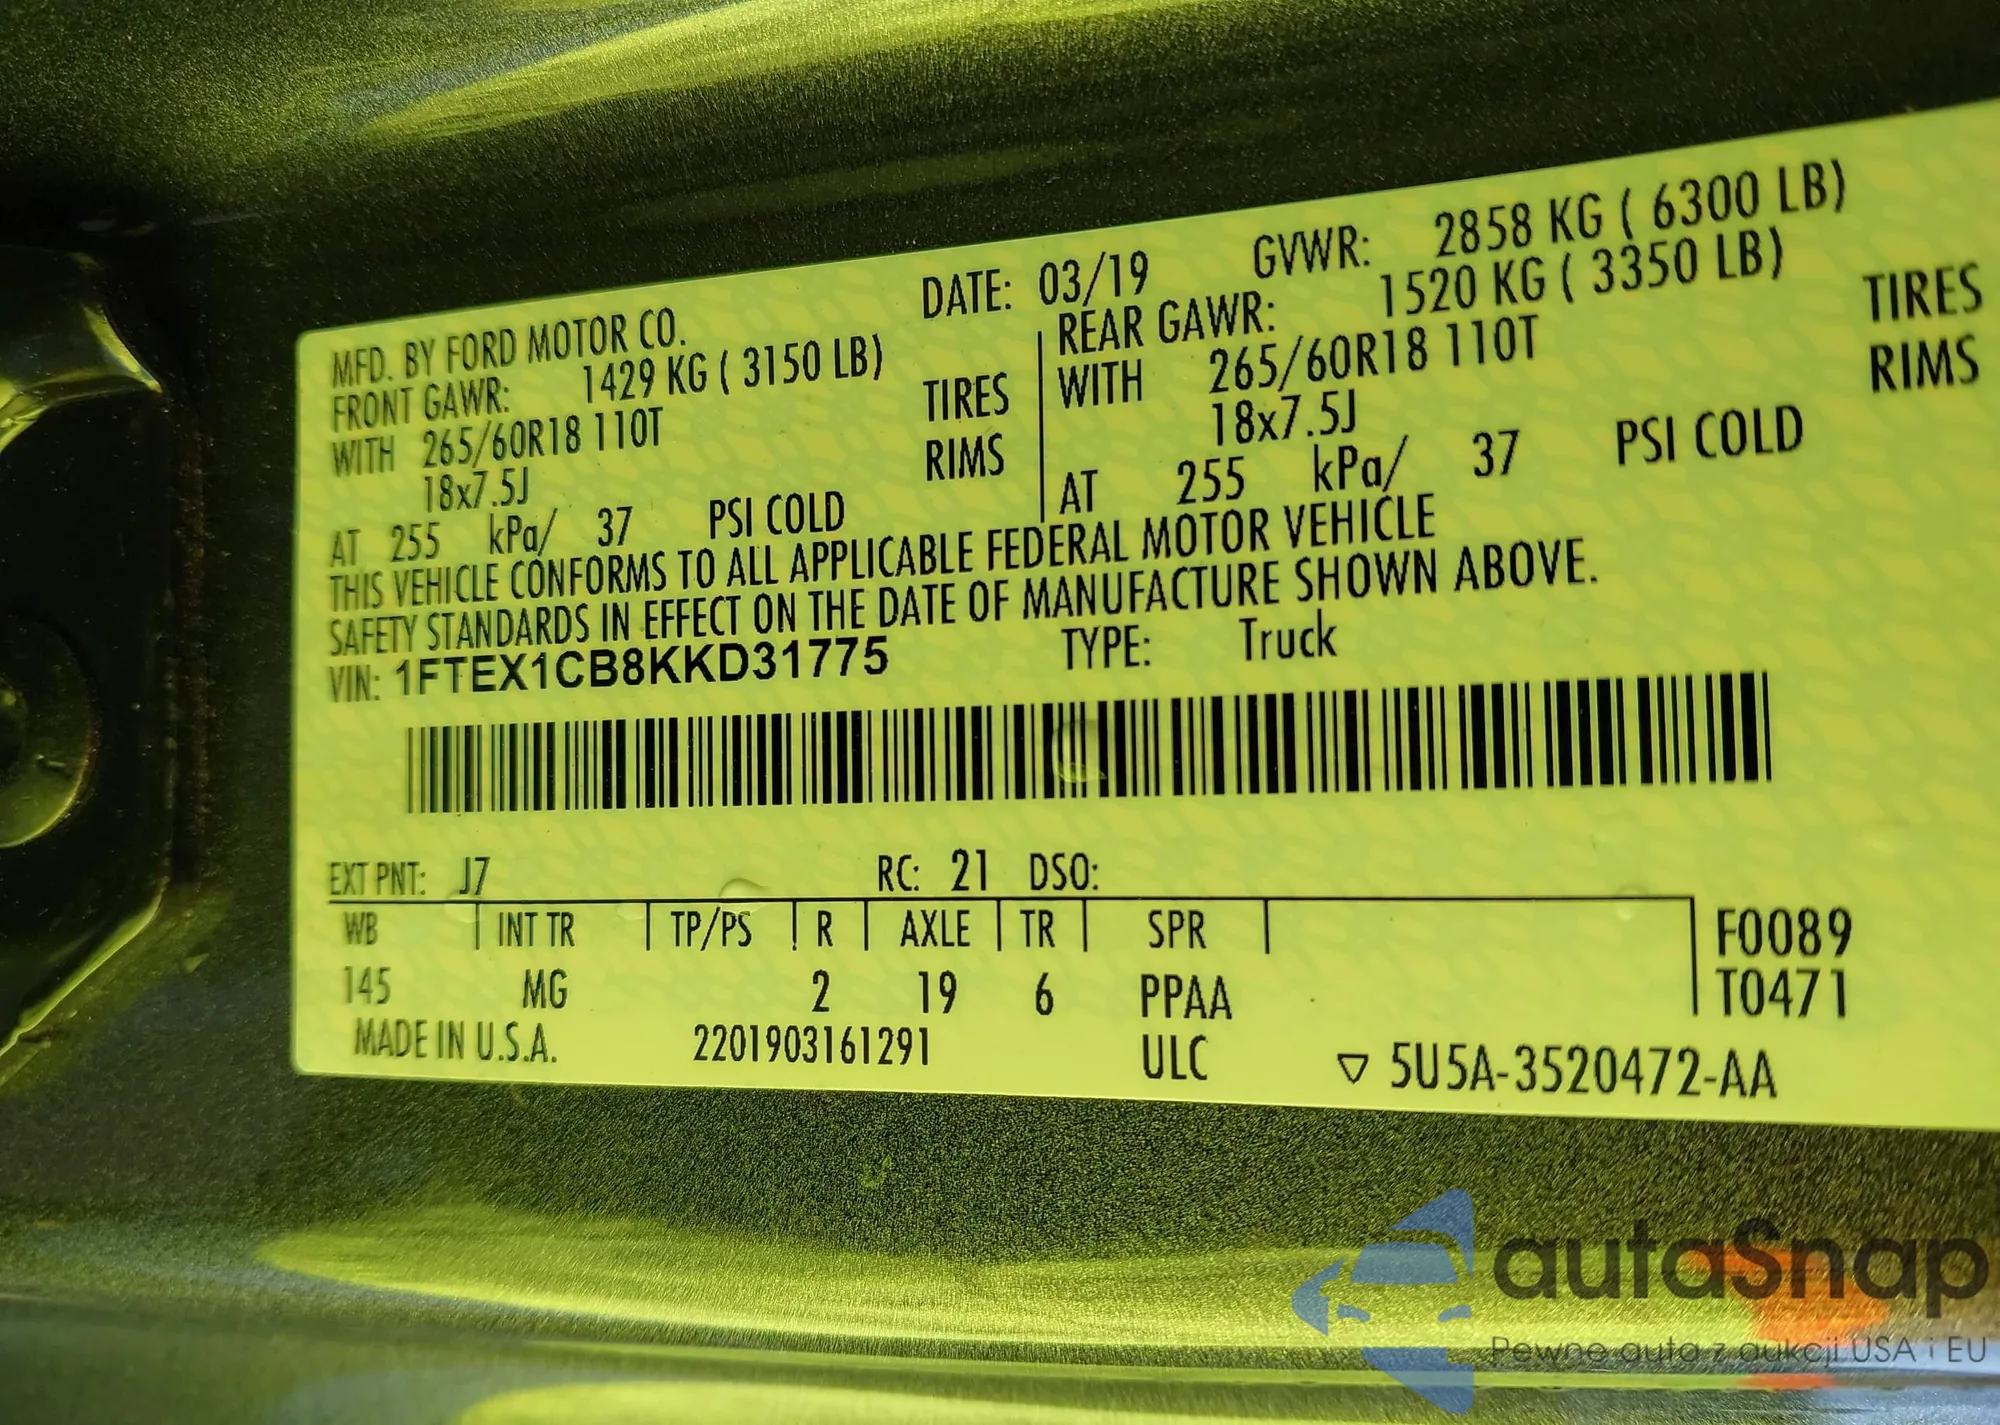 MFD. BY FORD MOTOR CO. DATE: 03/19 GVWR: 2858 KG ( 6300 LB)
FRONT GAWR: 1429 KG ( 3150 LB) REAR GAWR: 1520 KG ( 3350 LB)
WITH 265/60R18 110T TIRES WITH 265/60R18 110T TIRES
18x7.5J RIMS 18x7.5J RIMS
AT 255 kPa/ 37 PSI COLD AT 255 kPa/ 37 PSI COLD
THIS VEHICLE CONFORMS TO ALL APPLICABLE FEDERAL MOTOR VEHICLE
SAFETY STANDARDS IN EFFECT ON THE DATE OF MANUFACTURE SHOWN ABOVE.
VIN: 1FTEX1CB8KKD31775 TYPE: Truck
EXT PNT: J7 RC: 21 DSO:
WB INT TR TP/PS R AXLE TR SPR F0089
145 MG 2 19 6 PPAA T0471
MADE IN U.S.A. 2201903161291 ULC ▽ 5U5A-3520472-AA
autaSnap
Pewne auta z aukcji USA i EU